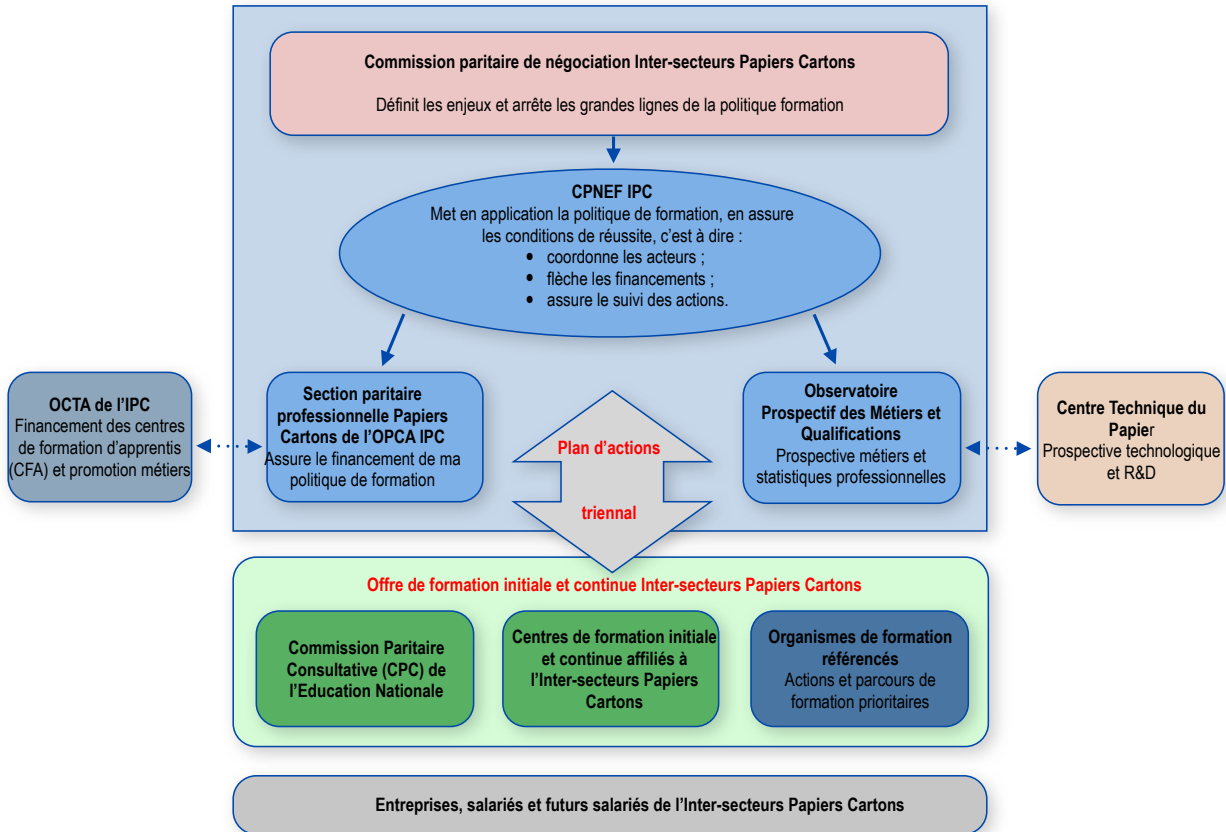 Commission paritaire de négociation Inter-secteurs Papiers Cartons
Définit les enjeux et arrête les grandes lignes de la politique formation
CPNEF IPC
Met en application la politique de formation, en assure
les conditions de réussite, c’est à dire :
• coordonne les acteurs ;
• flèche les financements ;
• assure le suivi des actions.
OCTA de l’IPC
Financement des centres
de formation d’apprentis
(CFA) et promotion métiers
Section paritaire
professionnelle Papiers
Cartons de l’OPCA IPC
Assure le financement de ma
politique de formation
Plan d’actions
triennal
Observatoire
Prospectif des Métiers et
Qualifications
Prospective métiers et
statistiques professionnelles
Centre Technique du
Papier
Prospective technologique
et R&D
Offre de formation initiale et continue Inter-secteurs Papiers Cartons
Commission Paritaire
Consultative (CPC) de
l’Education Nationale
Centres de formation initiale
et continue affiliés à
l’Inter-secteurs Papiers
Cartons
Organismes de formation
référencés
Actions et parcours de
formation prioritaires
Entreprises, salariés et futurs salariés de l’Inter-secteurs Papiers Cartons